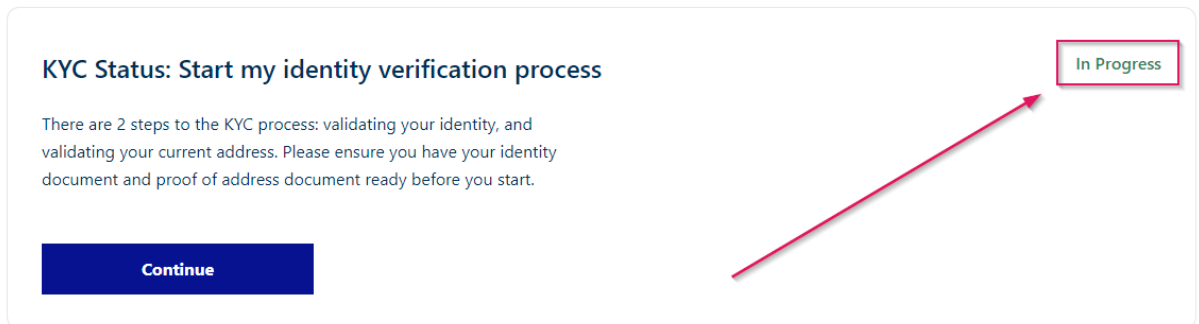 KYC Status: Start my identity verification process
In Progress
There are 2 steps to the KYC process: validating your identity, and
validating your current address. Please ensure you have your identity
document and proof of address document ready before you start.
Continue